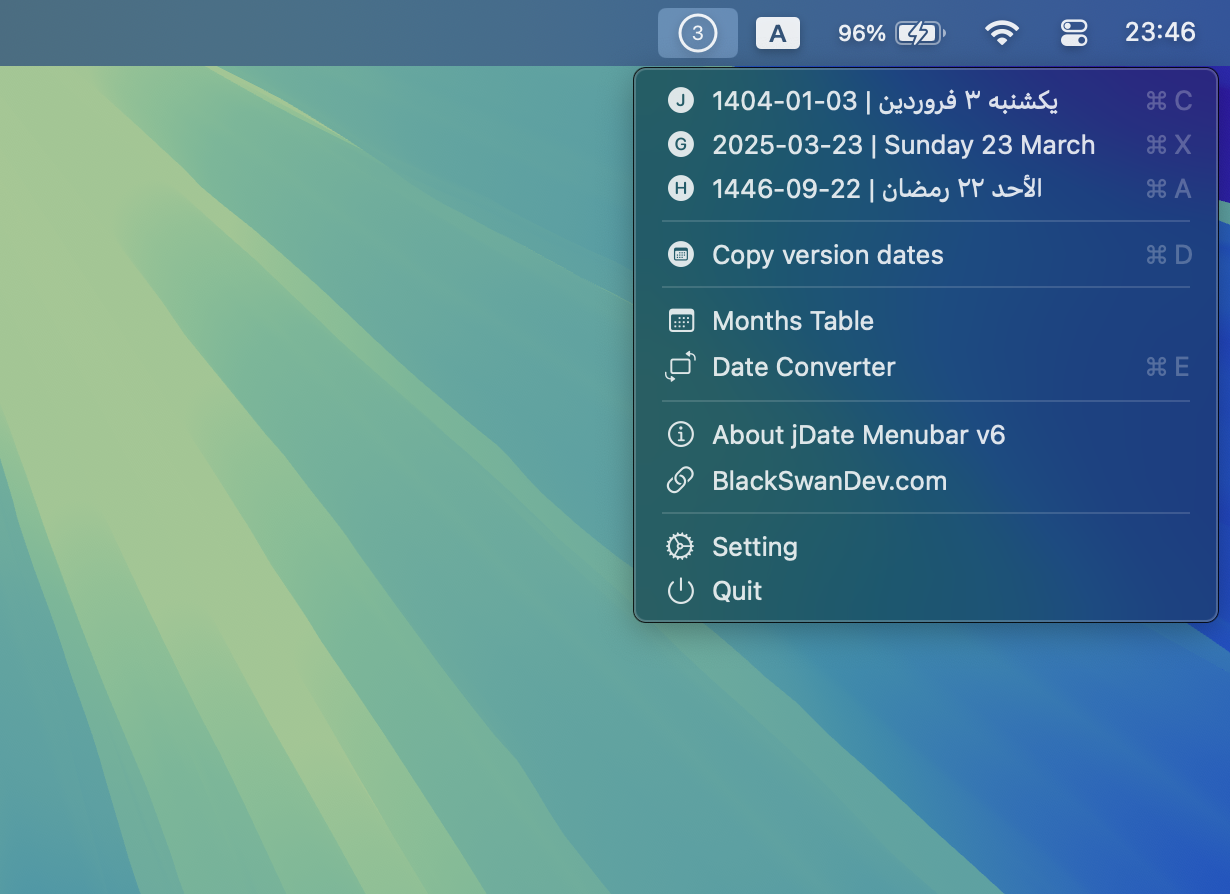 3 A 96% 23:46
J 1404-01-03 | یکشنبه ۳ فروردین ⌘ C
G 2025-03-23 | Sunday 23 March ⌘ X
H 1446-09-22 | الأحد ٢٢ رمضان ⌘ A
Copy version dates ⌘ D
Months Table
Date Converter ⌘ E
About jDate Menubar v6
BlackSwanDev.com
Setting
Quit